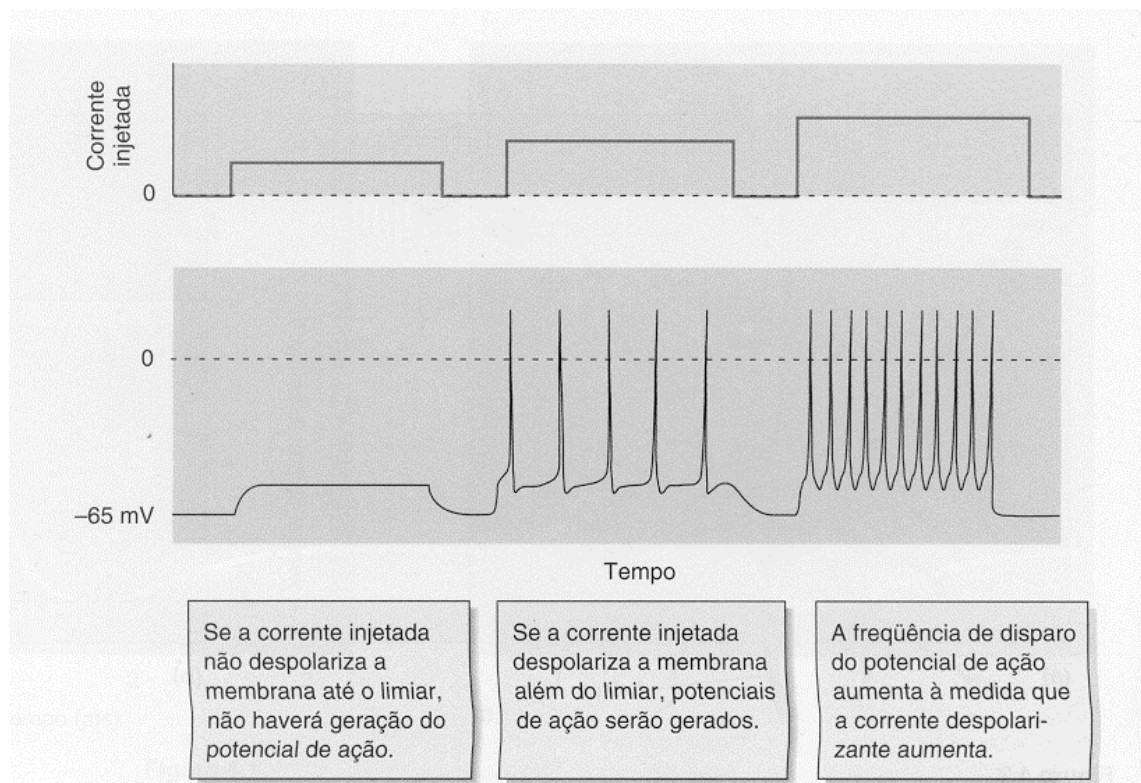 Corrente
injetada
0
0
–65 mV
Tempo
Se a corrente injetada
não despolariza a
membrana até o limiar,
não haverá geração do
potencial de ação.
Se a corrente injetada
despolariza a membrana
além do limiar, potenciais
de ação serão gerados.
A freqüência de disparo
do potencial de ação
aumenta à medida que
a corrente despolari-
zante aumenta.